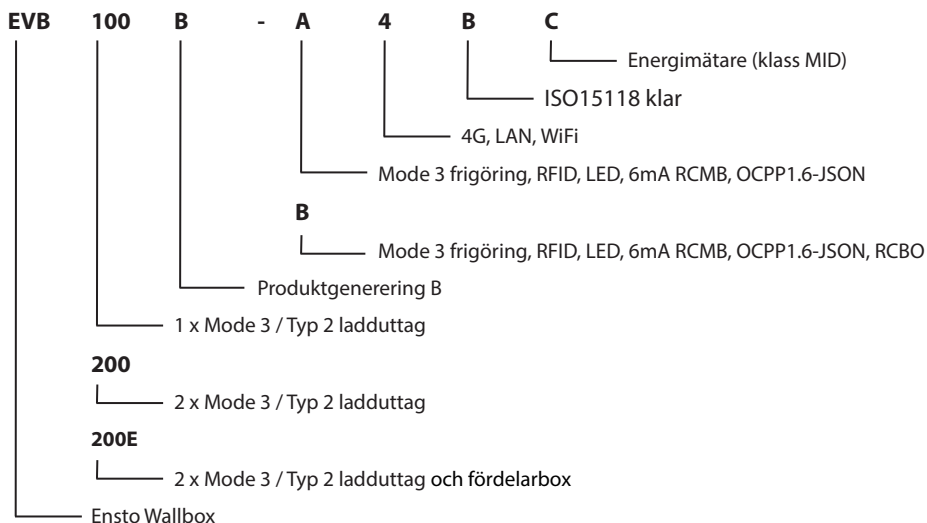 EVB 100 B - A 4 B C
Energimätare (klass MID)
ISO15118 klar
4G, LAN, WiFi
Mode 3 frigöring, RFID, LED, 6mA RCMB, OCPP1.6-JSON
B
Mode 3 frigöring, RFID, LED, 6mA RCMB, OCPP1.6-JSON, RCBO
Produktgenerering B
1 x Mode 3 / Typ 2 ladduttag
200
2 x Mode 3 / Typ 2 ladduttag
200E
2 x Mode 3 / Typ 2 ladduttag och fördelarbox
Ensto Wallbox